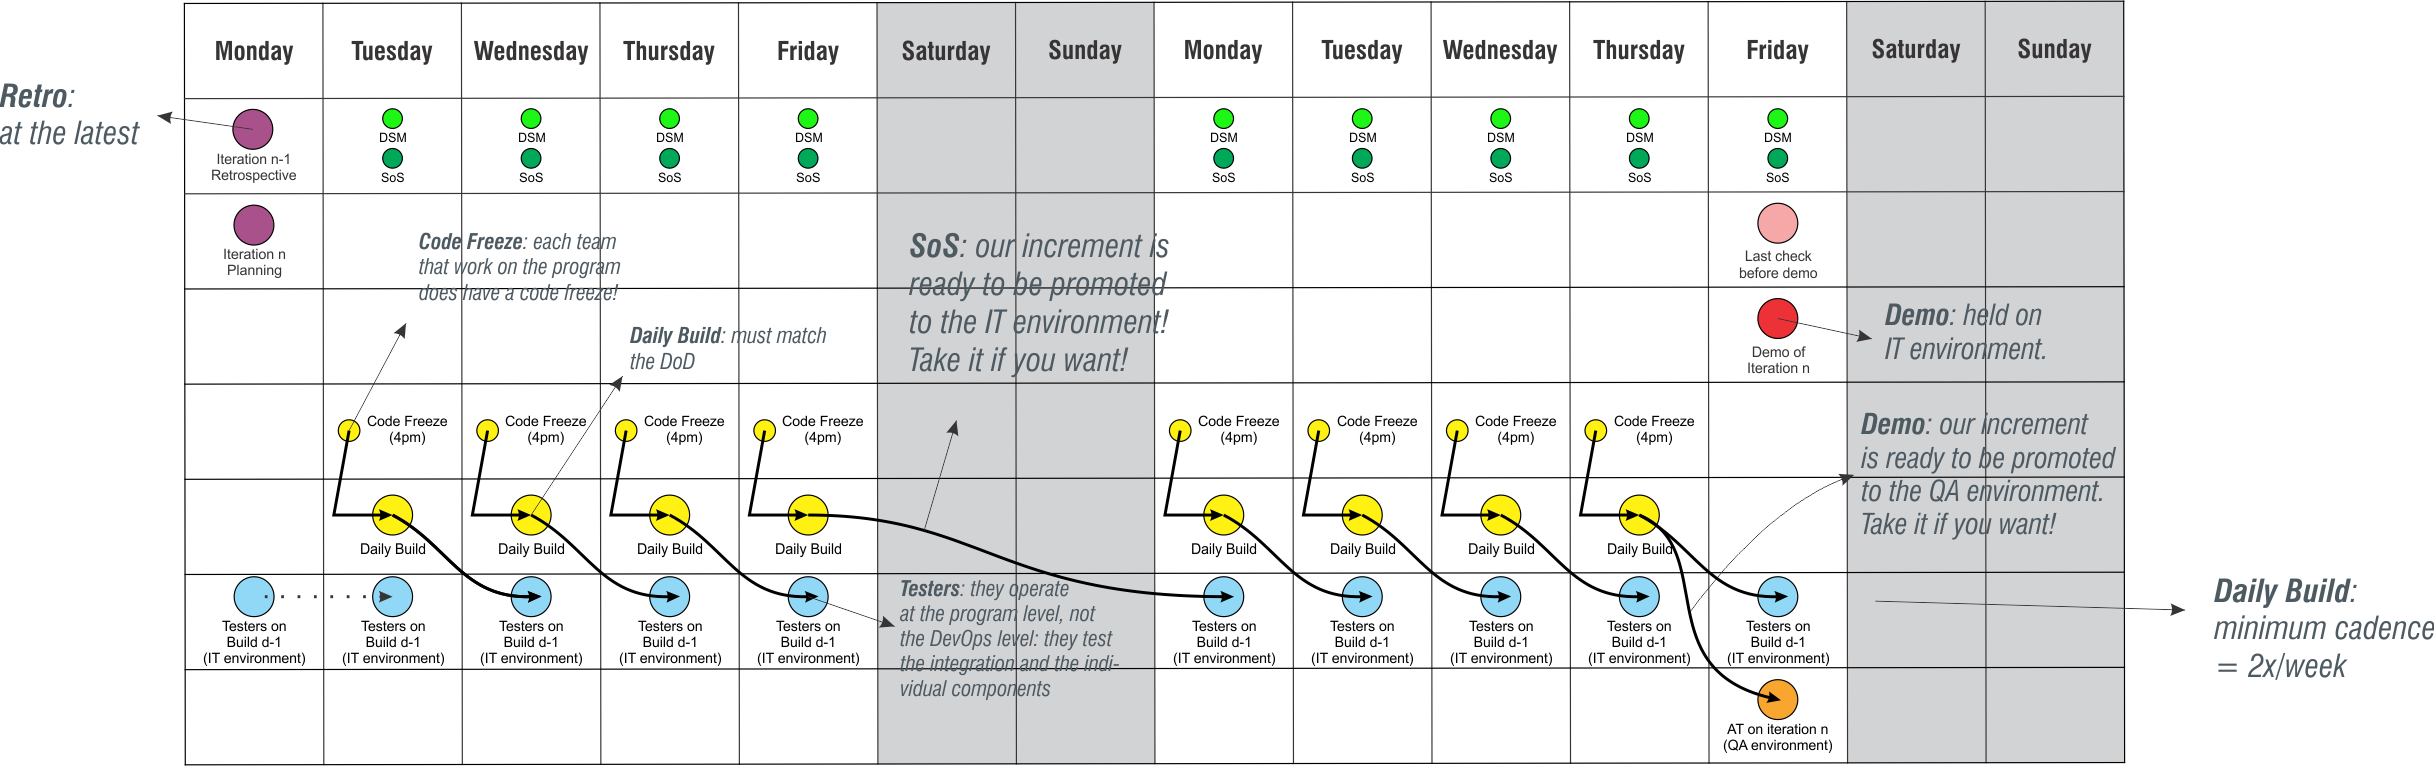 Monday
Tuesday
Wednesday
Thursday
Friday
Saturday
Sunday
Monday
Tuesday
Wednesday
Thursday
Friday
Saturday
Sunday
Retro:
at the latest
Iteration n-1
Retrospective
DSM
SoS
DSM
SoS
DSM
SoS
DSM
SoS
DSM
SoS
DSM
SoS
DSM
SoS
DSM
SoS
DSM
SoS
Iteration n
Planning
Code Freeze: each team
that work on the program
does have a code freeze!
SoS: our increment is
ready to be promoted
to the IT environment!
Take it if you want!
Last check
before demo
Daily Build: must match
the DoD
Demo of
Iteration n
Demo: held on
IT environment.
Code Freeze
(4pm)
Code Freeze
(4pm)
Code Freeze
(4pm)
Code Freeze
(4pm)
Code Freeze
(4pm)
Code Freeze
(4pm)
Code Freeze
(4pm)
Code Freeze
(4pm)
Demo: our increment
is ready to be promoted
to the QA environment.
Take it if you want!
Daily Build
Daily Build
Daily Build
Daily Build
Daily Build
Daily Build
Daily Build
Daily Build
Testers on
Build d-1
(IT environment)
Testers on
Build d-1
(IT environment)
Testers on
Build d-1
(IT environment)
Testers on
Build d-1
(IT environment)
Testers on
Build d-1
(IT environment)
Testers: they operate
at the program level, not
the DevOps level: they test
the integration and the indi-
vidual components
Testers on
Build d-1
(IT environment)
Testers on
Build d-1
(IT environment)
Testers on
Build d-1
(IT environment)
Testers on
Build d-1
(IT environment)
Testers on
Build d-1
(IT environment)
Daily Build:
minimum cadence
= 2x/week
AT on iteration n
(QA environment)